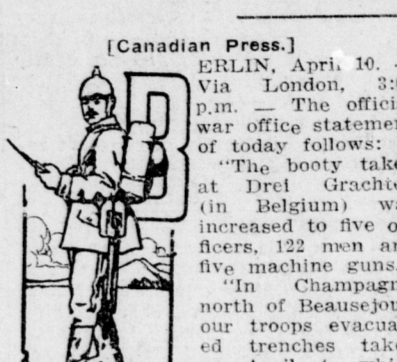 [Canadian Press.]
BERLIN, April 10. -
Via London, 3:
p.m. — The offici
war office statemen
of today follows:
"The booty take
at Drei Grachte
(in Belgium) wa
increased to five o
ficers, 122 men an
five machine guns.
"In Champagn
north of Beausejou
our troops evacua
ed trenches take